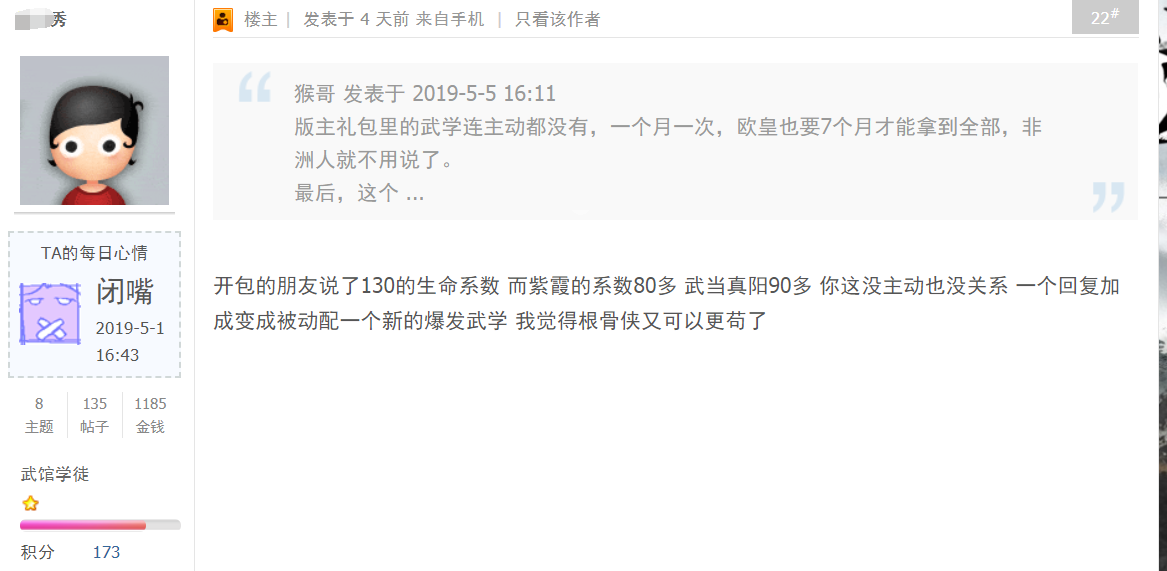 秀
楼主 | 发表于 4 天前 来自手机 | 只看该作者
22#
猴哥 发表于 2019-5-5 16:11
版主礼包里的武学连主动都没有，一个月一次，欧皇也要7个月才能拿到全部，非
洲人就不用说了。
最后，这个 ...
TA的每日心情
闭嘴
2019-5-1
16:43
开包的朋友说了130的生命系数 而紫霞的系数80多 武当真阳90多 你这没主动也没关系 一个回复加
成变成被动配一个新的爆发武学 我觉得根骨侠又可以更苟了
8 135 1185
主题 帖子 金钱
武馆学徒
积分 173